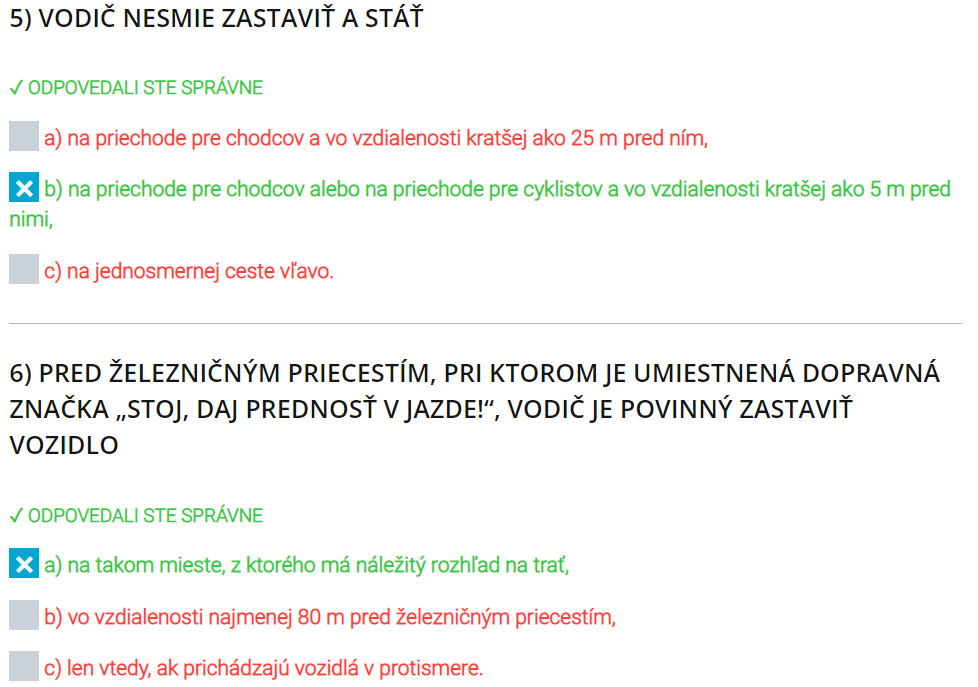 5) VODIČ NESMIE ZASTAVIŤ A STÁŤ
✓ ODPOVEDALI STE SPRÁVNE
a) na priechode pre chodcov a vo vzdialenosti kratšej ako 25 m pred ním,
b) na priechode pre chodcov alebo na priechode pre cyklistov a vo vzdialenosti kratšej ako 5 m pred
nimi,
c) na jednosmernej ceste vľavo.
6) PRED ŽELEZNIČNÝM PRIECESTÍM, PRI KTOROM JE UMIESTNENÁ DOPRAVNÁ
ZNAČKA „STOJ, DAJ PREDNOSŤ V JAZDE!“, VODIČ JE POVINNÝ ZASTAVIŤ
VOZIDLO
✓ ODPOVEDALI STE SPRÁVNE
a) na takom mieste, z ktorého má náležitý rozhľad na trať,
b) vo vzdialenosti najmenej 80 m pred železničným priecestím,
c) len vtedy, ak prichádzajú vozidlá v protismere.